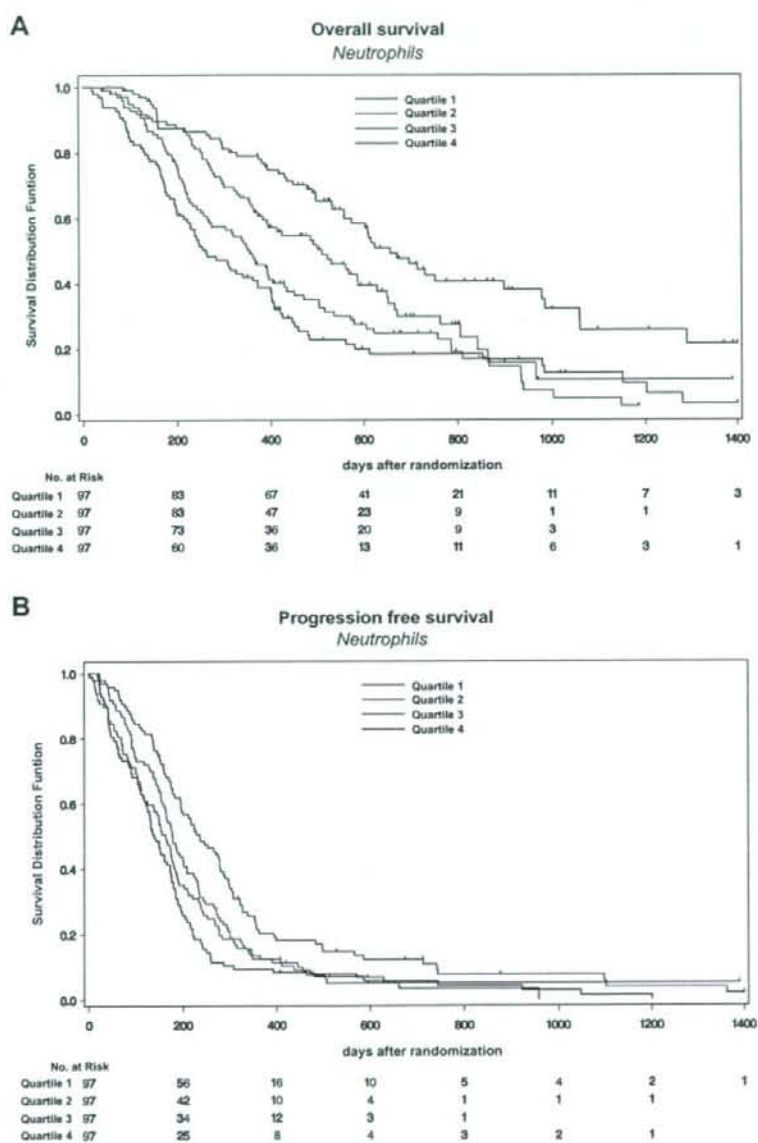 A
Overall survival
Neutrophils
Quartile 1
Quartile 2
Quartile 3
Quartile 4
Survival Distribution Funtion
1.0
0.8
0.6
0.4
0.2
0.0
0 200 400 600 800 1000 1200 1400
days after randomization
No. at Risk
Quartile 1 97 83 67 41 21 11 7 3
Quartile 2 97 83 47 23 9 1 1
Quartile 3 97 73 36 20 9 3
Quartile 4 97 60 36 13 11 6 3 1
B
Progression free survival
Neutrophils
Quartile 1
Quartile 2
Quartile 3
Quartile 4
Survival Distribution Funtion
1.0
0.8
0.6
0.4
0.2
0.0
0 200 400 600 800 1000 1200 1400
days after randomization
No. at Risk
Quartile 1 97 56 16 10 5 4 2 1
Quartile 2 97 42 10 4 1 1 1
Quartile 3 97 34 12 3 1
Quartile 4 97 25 8 4 3 2 1